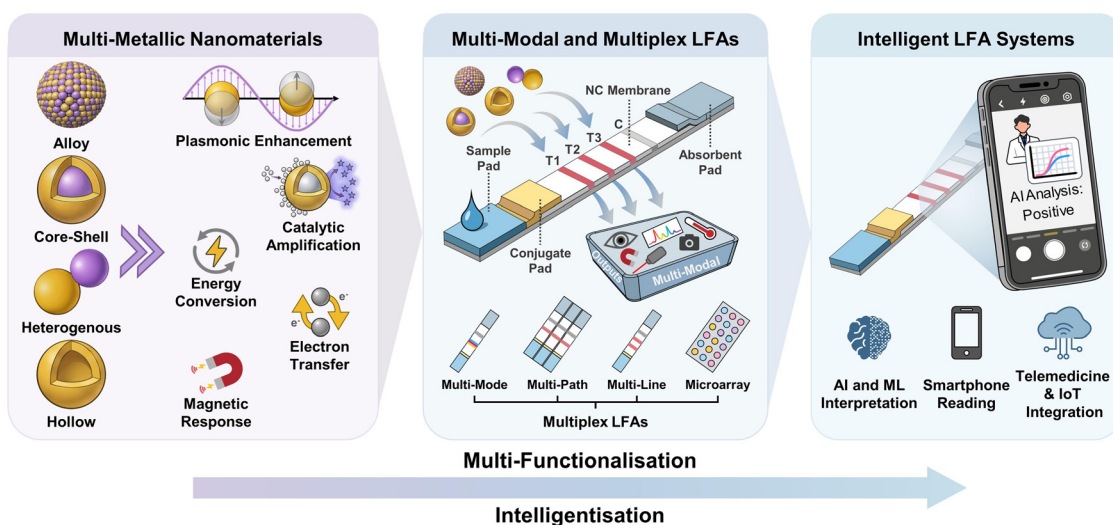 Multi-Metallic Nanomaterials
Alloy
Core-Shell
Heterogenous
Hollow
Plasmonic Enhancement
Catalytic
Amplification
Energy
Conversion
e⁻
e⁻
Electron
Transfer
Magnetic
Response
Multi-Modal and Multiplex LFAs
NC Membrane
C
T3
T2
T1
Sample
Pad
Absorbent
Pad
Conjugate
Pad
Outputs
Multi-Modal
Multi-Mode
Multi-Path
Multi-Line
Microarray
Multiplex LFAs
Intelligent LFA Systems
AI Analysis:
Positive
AI and ML
Interpretation
Smartphone
Reading
Telemedicine
& IoT
Integration
Multi-Functionalisation
Intelligentisation